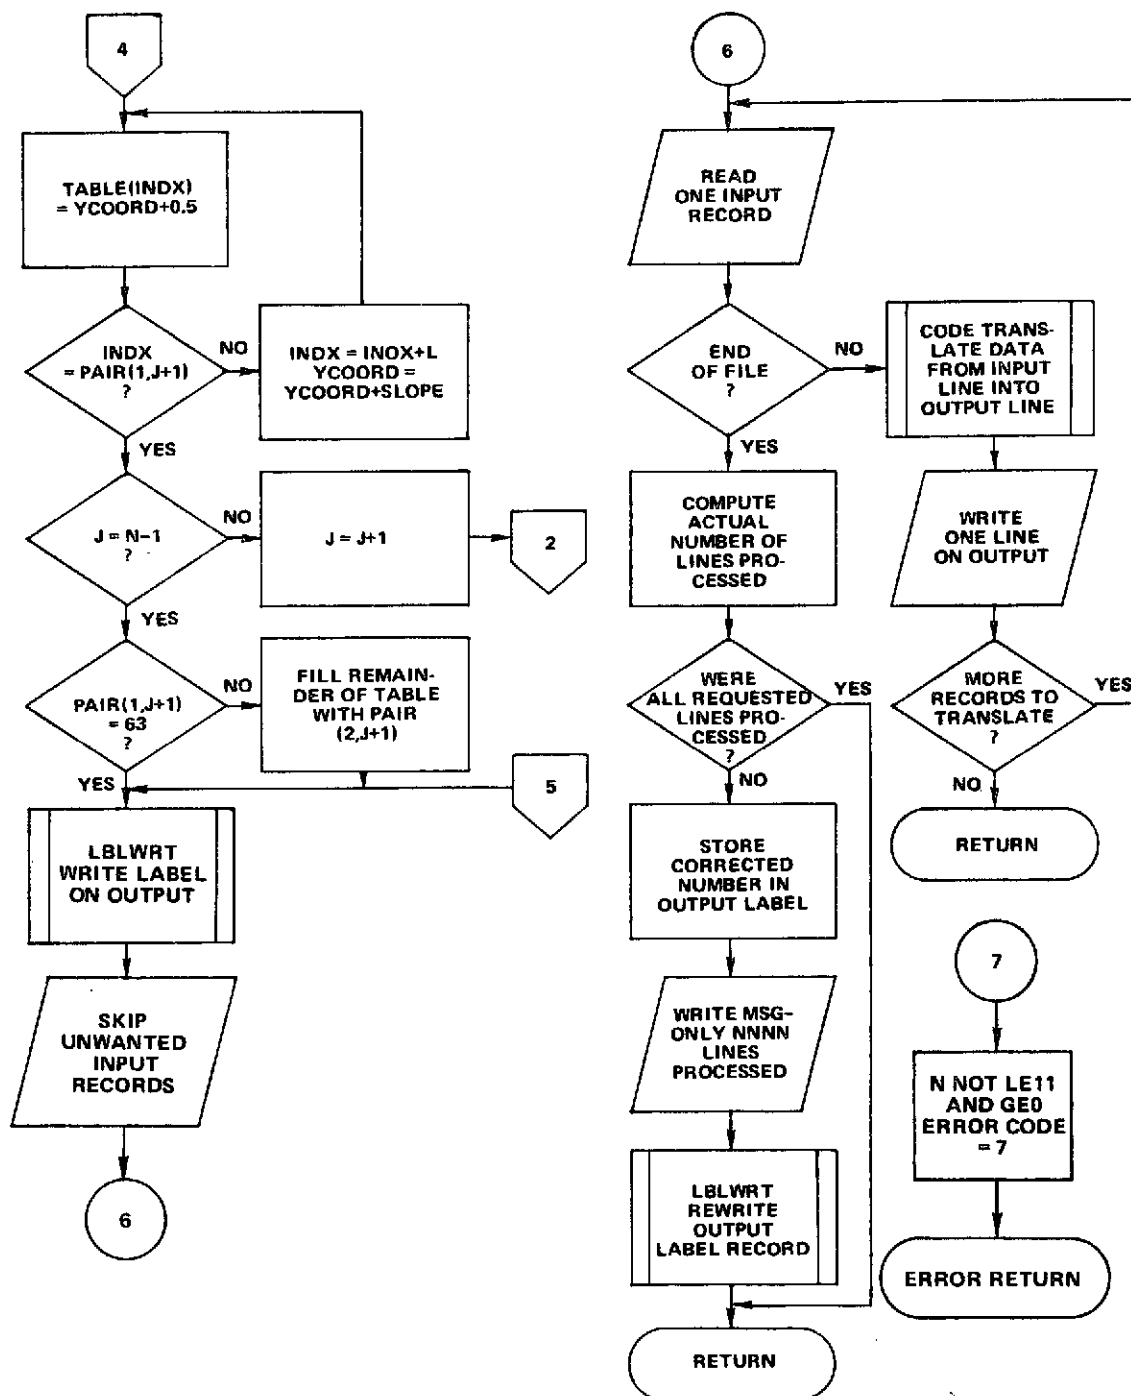 4
TABLE(INDX)
= YCOORD+0.5
INDX
= PAIR(1,J+1)
?
NO
INDX = INOX+L
YCOORD =
YCOORD+SLOPE
YES
J = N-1
?
NO
J = J+1
2
YES
PAIR(1,J+1)
= 63
?
NO
FILL REMAIN-
DER OF TABLE
WITH PAIR
(2,J+1)
YES
5
LBLWRT
WRITE LABEL
ON OUTPUT
SKIP
UNWANTED
INPUT
RECORDS
6
6
READ
ONE INPUT
RECORD
END
OF FILE
?
NO
CODE TRANS-
LATE DATA
FROM INPUT
LINE INTO
OUTPUT LINE
YES
COMPUTE
ACTUAL
NUMBER OF
LINES PRO-
CESSED
WRITE
ONE LINE
ON OUTPUT
WERE
ALL REQUESTED
LINES PRO-
CESSED
?
YES
MORE
RECORDS TO
TRANSLATE
?
YES
NO
NO
RETURN
STORE
CORRECTED
NUMBER IN
OUTPUT LABEL
WRITE MSG-
ONLY NNNN
LINES
PROCESSED
LBLWRT
REWRITE
OUTPUT
LABEL RECORD
RETURN
7
N NOT LE11
AND GE0
ERROR CODE
= 7
ERROR RETURN